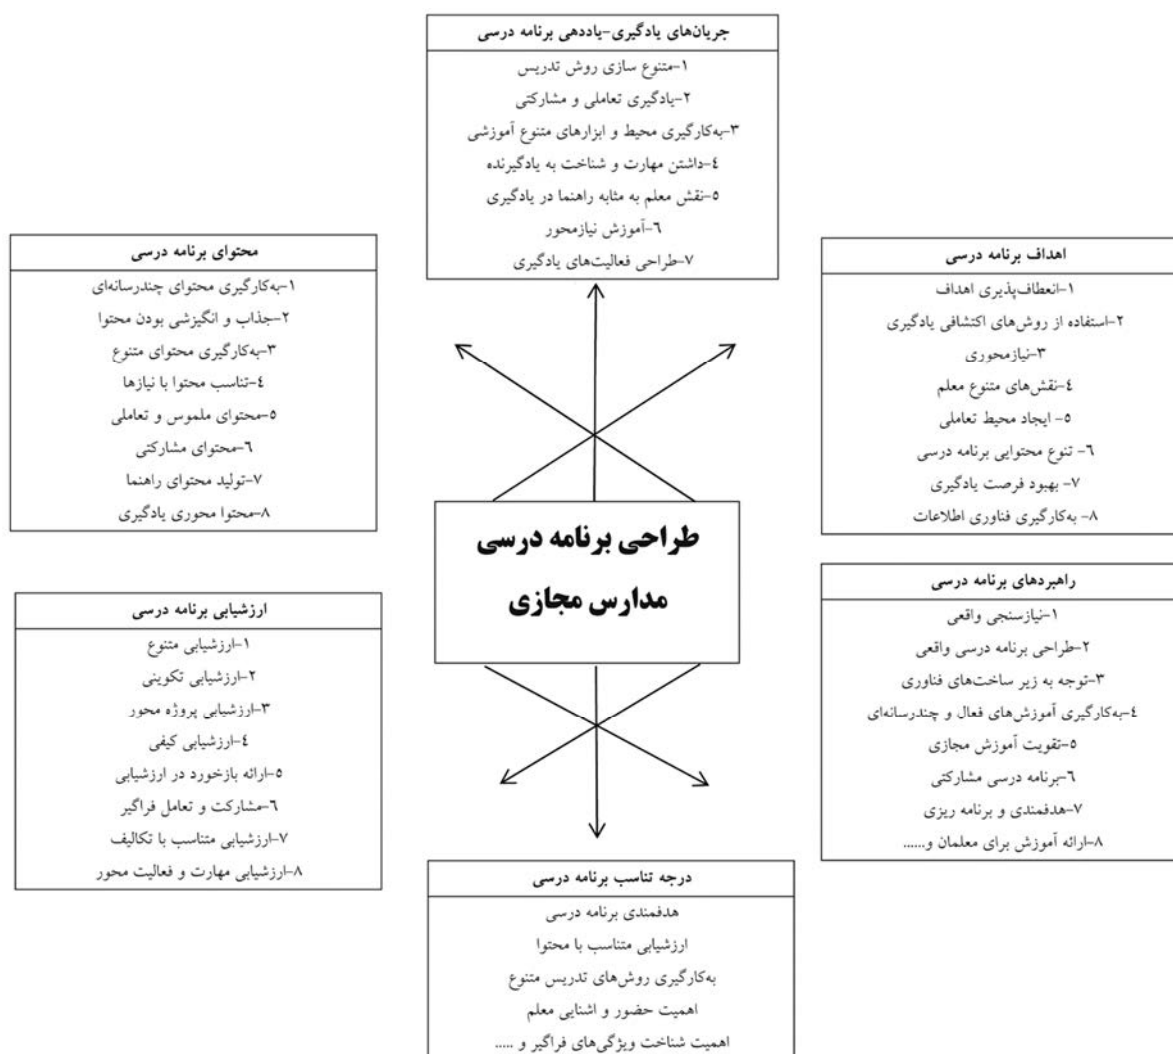 جریان‌های یادگیری-یاددهی برنامه درسی
۱-متنوع سازی روش تدریس
۲-یادگیری تعاملی و مشارکتی
۳-به‌کارگیری محیط و ابزارهای متنوع آموزشی
٤-داشتن مهارت و شناخت به یادگیرنده
٥-نقش معلم به مثابه راهنما در یادگیری
٦-آموزش نیازمحور
۷-طراحی فعالیت‌های یادگیری
اهداف برنامه درسی
۱-انعطاف‌پذیری اهداف
۲-استفاده از روش‌های اکتشافی یادگیری
۳-نیازمحوری
٤-نقش‌های متنوع معلم
٥- ایجاد محیط تعاملی
٦- تنوع محتوایی برنامه درسی
۷- بهبود فرصت یادگیری
۸- به‌کارگیری فناوری اطلاعات
محتوای برنامه درسی
۱-به‌کارگیری محتوای چندرسانه‌ای
۲-جذاب و انگیزشی بودن محتوا
۳-به‌کارگیری محتوای متنوع
٤-تناسب محتوا با نیازها
٥-محتوای ملموس و تعاملی
٦-محتوای مشارکتی
۷-تولید محتوای راهنما
۸-محتوا محوری یادگیری
طراحی برنامه درسی
مدارس مجازی
راهبردهای برنامه درسی
۱-نیازسنجی واقعی
۲-طراحی برنامه درسی واقعی
۳-توجه به زیر ساخت‌های فناوری
٤-به‌کارگیری آموزش‌های فعال و چندرسانه‌ای
٥-تقویت آموزش مجازی
٦-برنامه درسی مشارکتی
۷-هدفمندی و برنامه ریزی
۸-ارائه آموزش برای معلمان و......
ارزشیابی برنامه درسی
۱-ارزشیابی متنوع
۲-ارزشیابی تکوینی
۳-ارزشیابی پروژه محور
٤-ارزشیابی کیفی
٥-ارائه بازخورد در ارزشیابی
٦-مشارکت و تعامل فراگیر
۷-ارزشیابی متناسب با تکالیف
۸-ارزشیابی مهارت و فعالیت محور
درجه تناسب برنامه درسی
هدفمندی برنامه درسی
ارزشیابی متناسب با محتوا
به‌کارگیری روش‌های تدریس متنوع
اهمیت حضور و اشنایی معلم
اهمیت شناخت ویژگی‌های فراگیر و .....